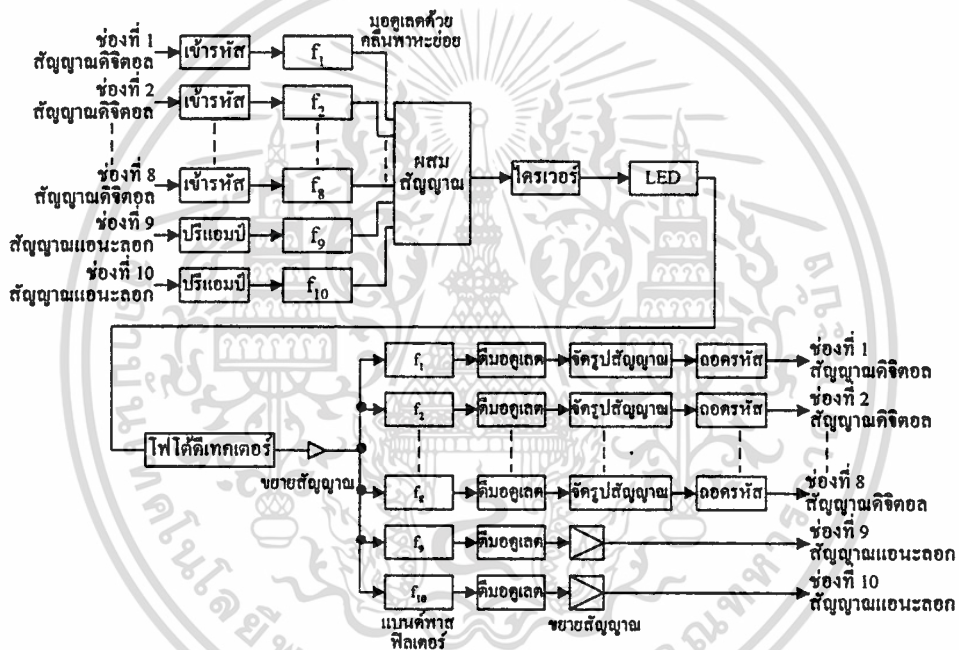 มอดูเลตด้วย
คลื่นพาหะย่อย
ช่องที่ 1
สัญญาณดิจิตอล
เข้ารหัส
f1
ช่องที่ 2
สัญญาณดิจิตอล
เข้ารหัส
f2
ช่องที่ 8
สัญญาณดิจิตอล
เข้ารหัส
f8
ช่องที่ 9
สัญญาณแอนะลอก
ปรีแอมป์
f9
ช่องที่ 10
สัญญาณแอนะลอก
ปรีแอมป์
f10
ผสม
สัญญาณ
ไดรเวอร์
LED
โฟโต้ดีเทคเตอร์
ขยายสัญญาณ
f1
ดีมอดูเลต
จัดรูปสัญญาณ
ถอดรหัส
ช่องที่ 1
สัญญาณดิจิตอล
f2
ดีมอดูเลต
จัดรูปสัญญาณ
ถอดรหัส
ช่องที่ 2
สัญญาณดิจิตอล
f8
ดีมอดูเลต
จัดรูปสัญญาณ
ถอดรหัส
ช่องที่ 8
สัญญาณดิจิตอล
f9
ดีมอดูเลต
ช่องที่ 9
สัญญาณแอนะลอก
f10
ดีมอดูเลต
ช่องที่ 10
สัญญาณแอนะลอก
แบนด์พาส
ฟิลเตอร์
ขยายสัญญาณ